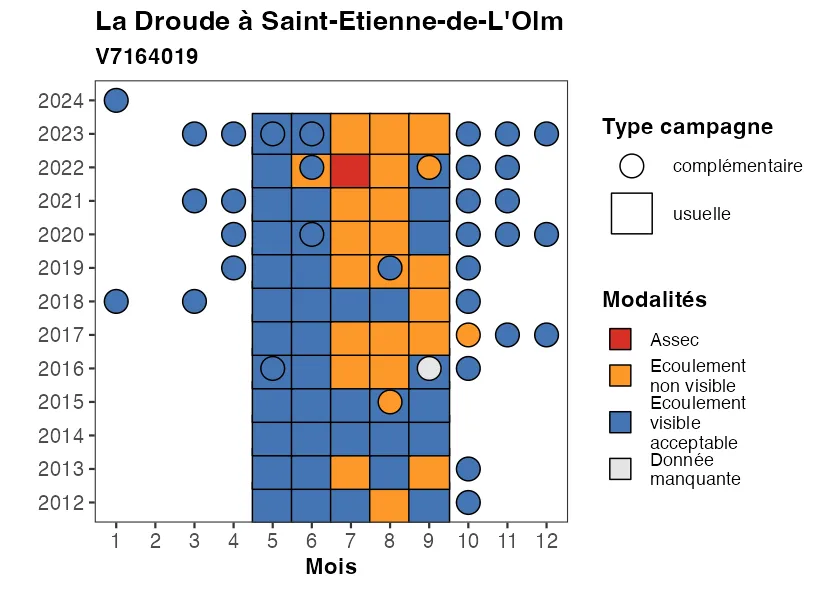 La Droude à Saint-Etienne-de-L'Olm
V7164019
2024
2023
2022
2021
2020
2019
2018
2017
2016
2015
2014
2013
2012
1 2 3 4 5 6 7 8 9 10 11 12
Mois
Type campagne
complémentaire
usuelle
Modalités
Assec
Ecoulement
non visible
Ecoulement
visible
acceptable
Donnée
manquante